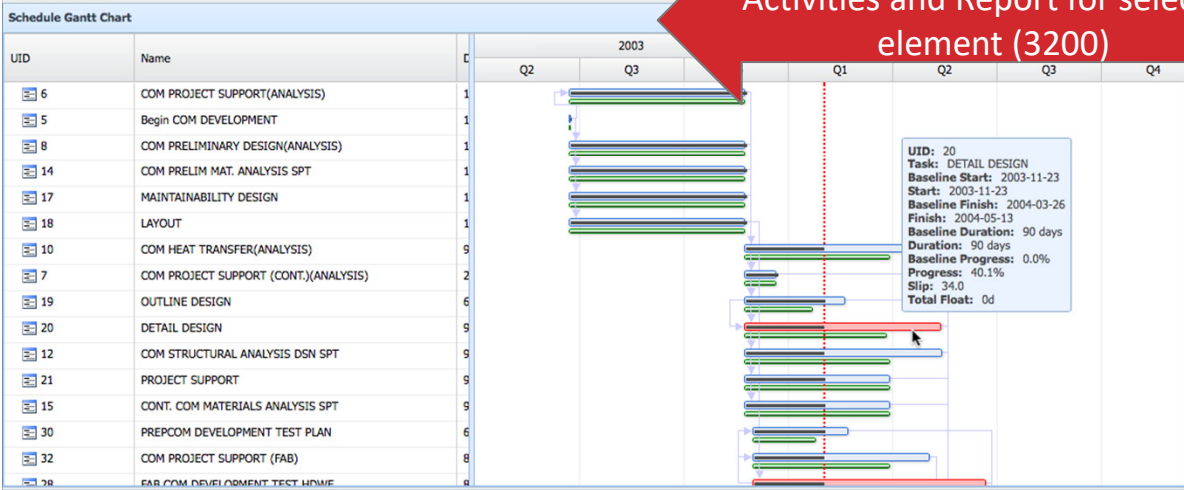 Activities and Report for
element (3200)
Schedule Gantt Chart
UID Name
2003
Q2 Q3 Q1 Q2 Q3 Q4
6 COM PROJECT SUPPORT(ANALYSIS) 1
5 Begin COM DEVELOPMENT 1
8 COM PRELIMINARY DESIGN(ANALYSIS) 1
14 COM PRELIM MAT. ANALYSIS SPT 1
17 MAINTAINABILITY DESIGN 1
18 LAYOUT 1
10 COM HEAT TRANSFER(ANALYSIS) 9
7 COM PROJECT SUPPORT (CONT.)(ANALYSIS) 2
19 OUTLINE DESIGN 6
20 DETAIL DESIGN 9
12 COM STRUCTURAL ANALYSIS DSN SPT 9
21 PROJECT SUPPORT 9
15 CONT. COM MATERIALS ANALYSIS SPT 9
30 PREPCOM DEVELOPMENT TEST PLAN 6
32 COM PROJECT SUPPORT (FAB) 8
28 FAB COM DEVELOPMENT TEST HDWE
UID: 20
Task: DETAIL DESIGN
Baseline Start: 2003-11-23
Start: 2003-11-23
Baseline Finish: 2004-03-26
Finish: 2004-05-13
Baseline Duration: 90 days
Duration: 90 days
Baseline Progress: 0.0%
Progress: 40.1%
Slip: 34.0
Total Float: 0d